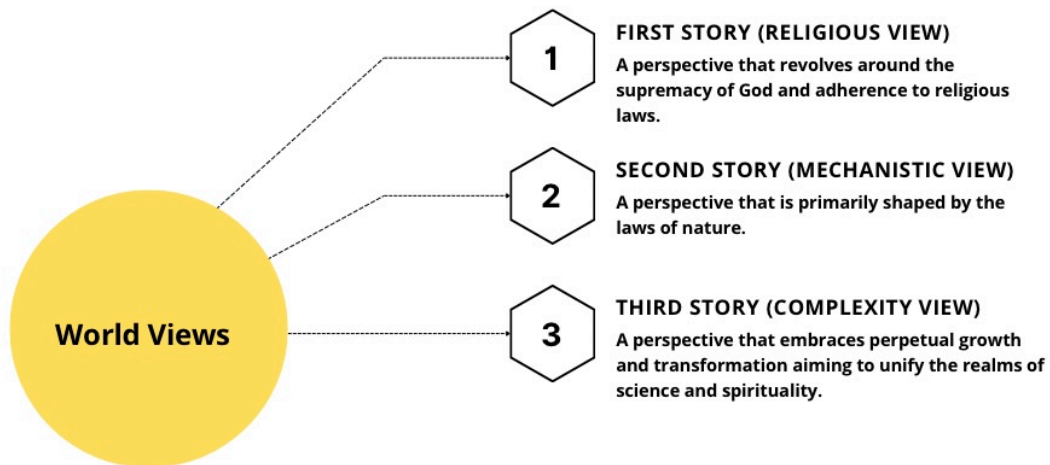 World Views
1
FIRST STORY (RELIGIOUS VIEW)
A perspective that revolves around the
supremacy of God and adherence to religious
laws.
2
SECOND STORY (MECHANISTIC VIEW)
A perspective that is primarily shaped by the
laws of nature.
3
THIRD STORY (COMPLEXITY VIEW)
A perspective that embraces perpetual growth
and transformation aiming to unify the realms of
science and spirituality.